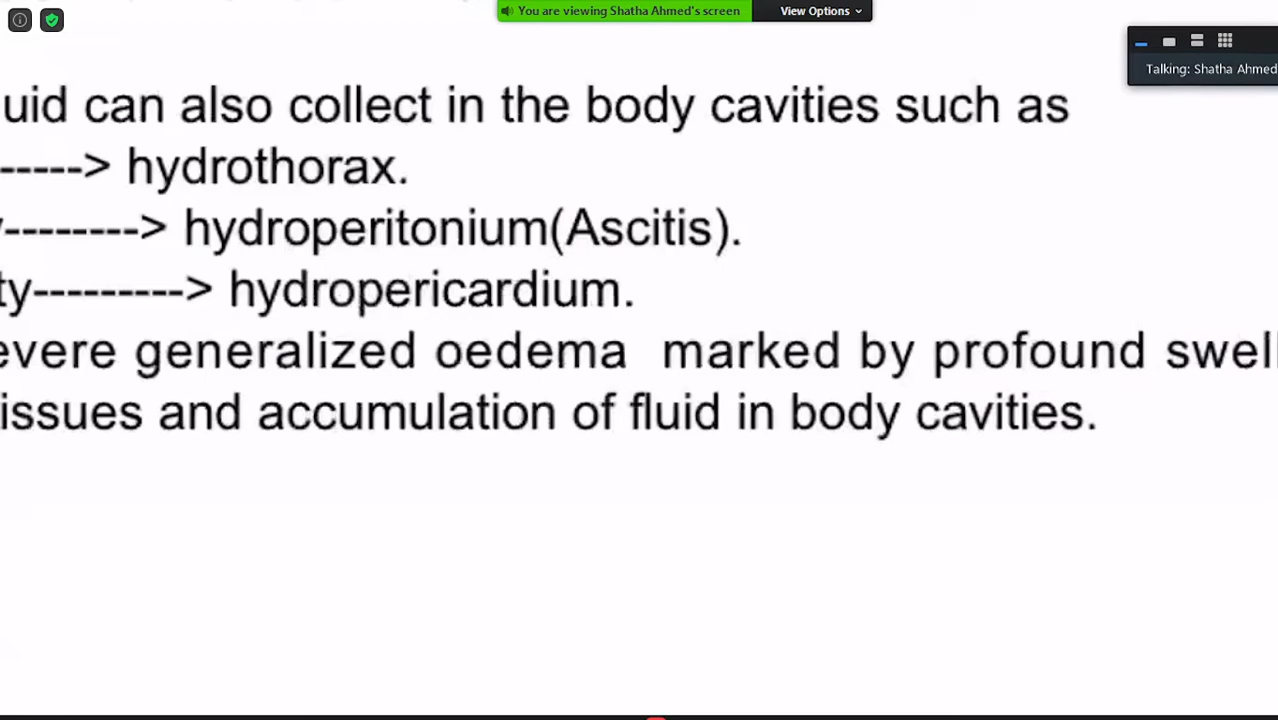 You are viewing Shatha Ahmed's screen
View Options
Talking: Shatha Ahmed
uid can also collect in the body cavities such as
------> hydrothorax.
--------> hydroperitonium(Ascitis).
ty---------> hydropericardium.
evere generalized oedema marked by profound swell
issues and accumulation of fluid in body cavities.